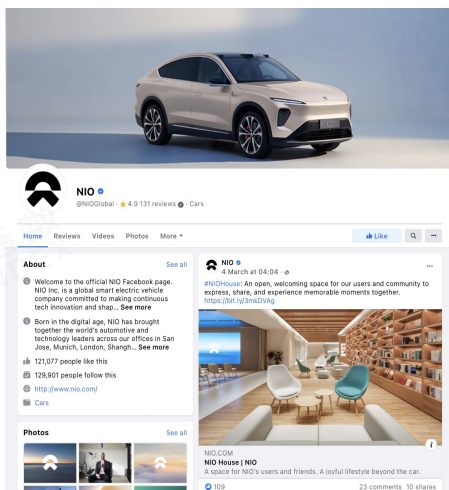 NIO
@NIOGlobal · 4.9 131 reviews · Cars
Home Reviews Videos Photos More
Like
About See all
Welcome to the official NIO Facebook page.
NIO Inc. is a global smart electric vehicle
company committed to making continuous
tech innovation and shap... See more
Born in the digital age, NIO has brought
together the world's automotive and
technology leaders across our offices in San
Jose, Munich, London, Shangh... See more
121,077 people like this
129,901 people follow this
http://www.nio.com/
Cars
Photos See all
NIO
4 March at 04:04 ·
#NIOHouse: An open, welcoming space for our users and community to
express, share, and experience memorable moments together.
https://bit.ly/3mkDVAg
NIO.COM
NIO House | NIO
A space for NIO's users and friends. A joyful lifestyle beyond the car.
109 23 comments 10 shares